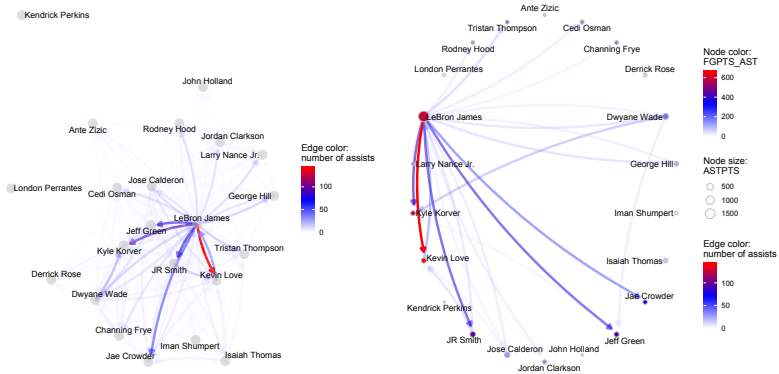 Kendrick Perkins
John Holland
Ante Zizic
Rodney Hood
Jordan Clarkson
Larry Nance Jr.
London Perrantes
Jose Calderon
Cedi Osman
George Hill
LeBron James
Jeff Green
Kyle Korver
Tristan Thompson
JR Smith
Kevin Love
Derrick Rose
Dwyane Wade
Channing Frye
Iman Shumpert
Jae Crowder
Isaiah Thomas
Edge color:
number of assists
100
50
0
Ante Zizic
Tristan Thompson
Cedi Osman
Rodney Hood
Channing Frye
London Perrantes
Derrick Rose
LeBron James
Dwyane Wade
Larry Nance Jr.
George Hill
Kyle Korver
Iman Shumpert
Kevin Love
Isaiah Thomas
Kendrick Perkins
Jae Crowder
JR Smith
Jeff Green
Jose Calderon
John Holland
Jordan Clarkson
Node color:
FGPTS_AST
600
400
200
0
Node size:
ASTPTS
500
1000
1500
Edge color:
number of assists
100
50
0